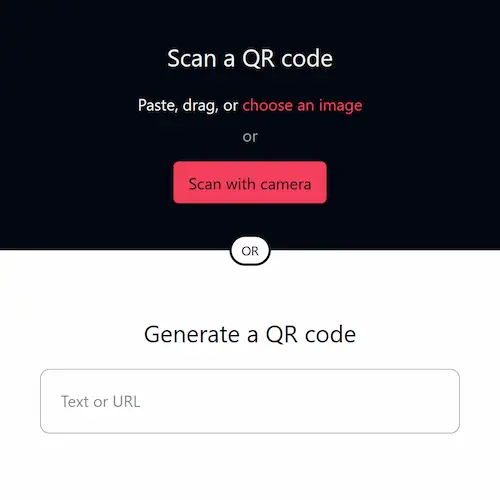 Scan a QR code
Paste, drag, or choose an image
or
Scan with camera
OR
Generate a QR code
Text or URL